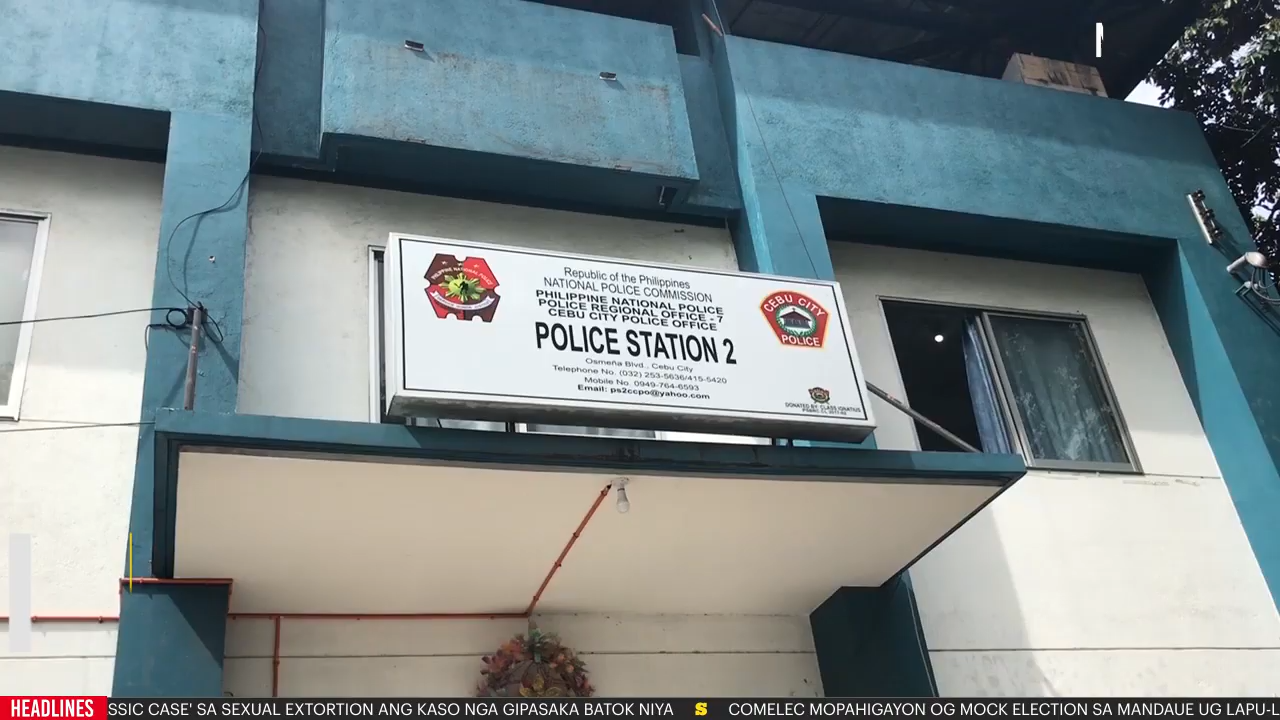 Republic of the Philippines
NATIONAL POLICE COMMISSION
PHILIPPINE NATIONAL POLICE
POLICE REGIONAL OFFICE - 7
CEBU CITY POLICE OFFICE
POLICE STATION 2
Osmeña Blvd., Cebu City
Telephone No. (032) 253-5636/415-5420
Mobile No. 0949-764-6593
Email: ps2ccpo@yahoo.com
CEBU CITY
POLICE
DONATED BY: CLASS IGNATIUS
HEADLINES
SSIC CASE' SA SEXUAL EXTORTION ANG KASO NGA GIPASAKA BATOK NIYA S COMELEC MOPAHIGAYON OG MOCK ELECTION SA MANDAUE UG LAPU-L